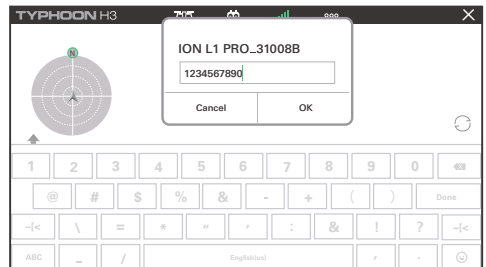 TYPHOON H3
N
ION L1 PRO_31008B
1234567890
Cancel OK
1 2 3 4 5 6 7 8 9 0
@ # $ % & - + ( ) Done
~[< \ = * " ' : & ! ? ~[<
ABC _ / English(us) , .